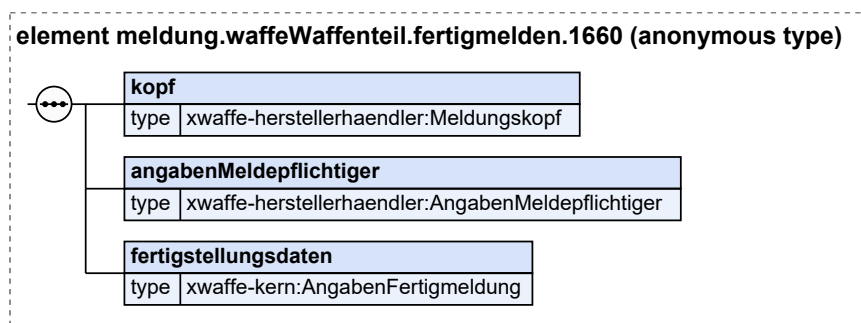 element meldung.waffeWaffenteil.fertigmelden.1660 (anonymous type)
kopf
type xwaffe-herstellerhaendler:Meldungskopf
angabenMeldepflichtiger
type xwaffe-herstellerhaendler:AngabenMeldepflichtiger
fertigstellungsdaten
type xwaffe-kern:AngabenFertigmeldung